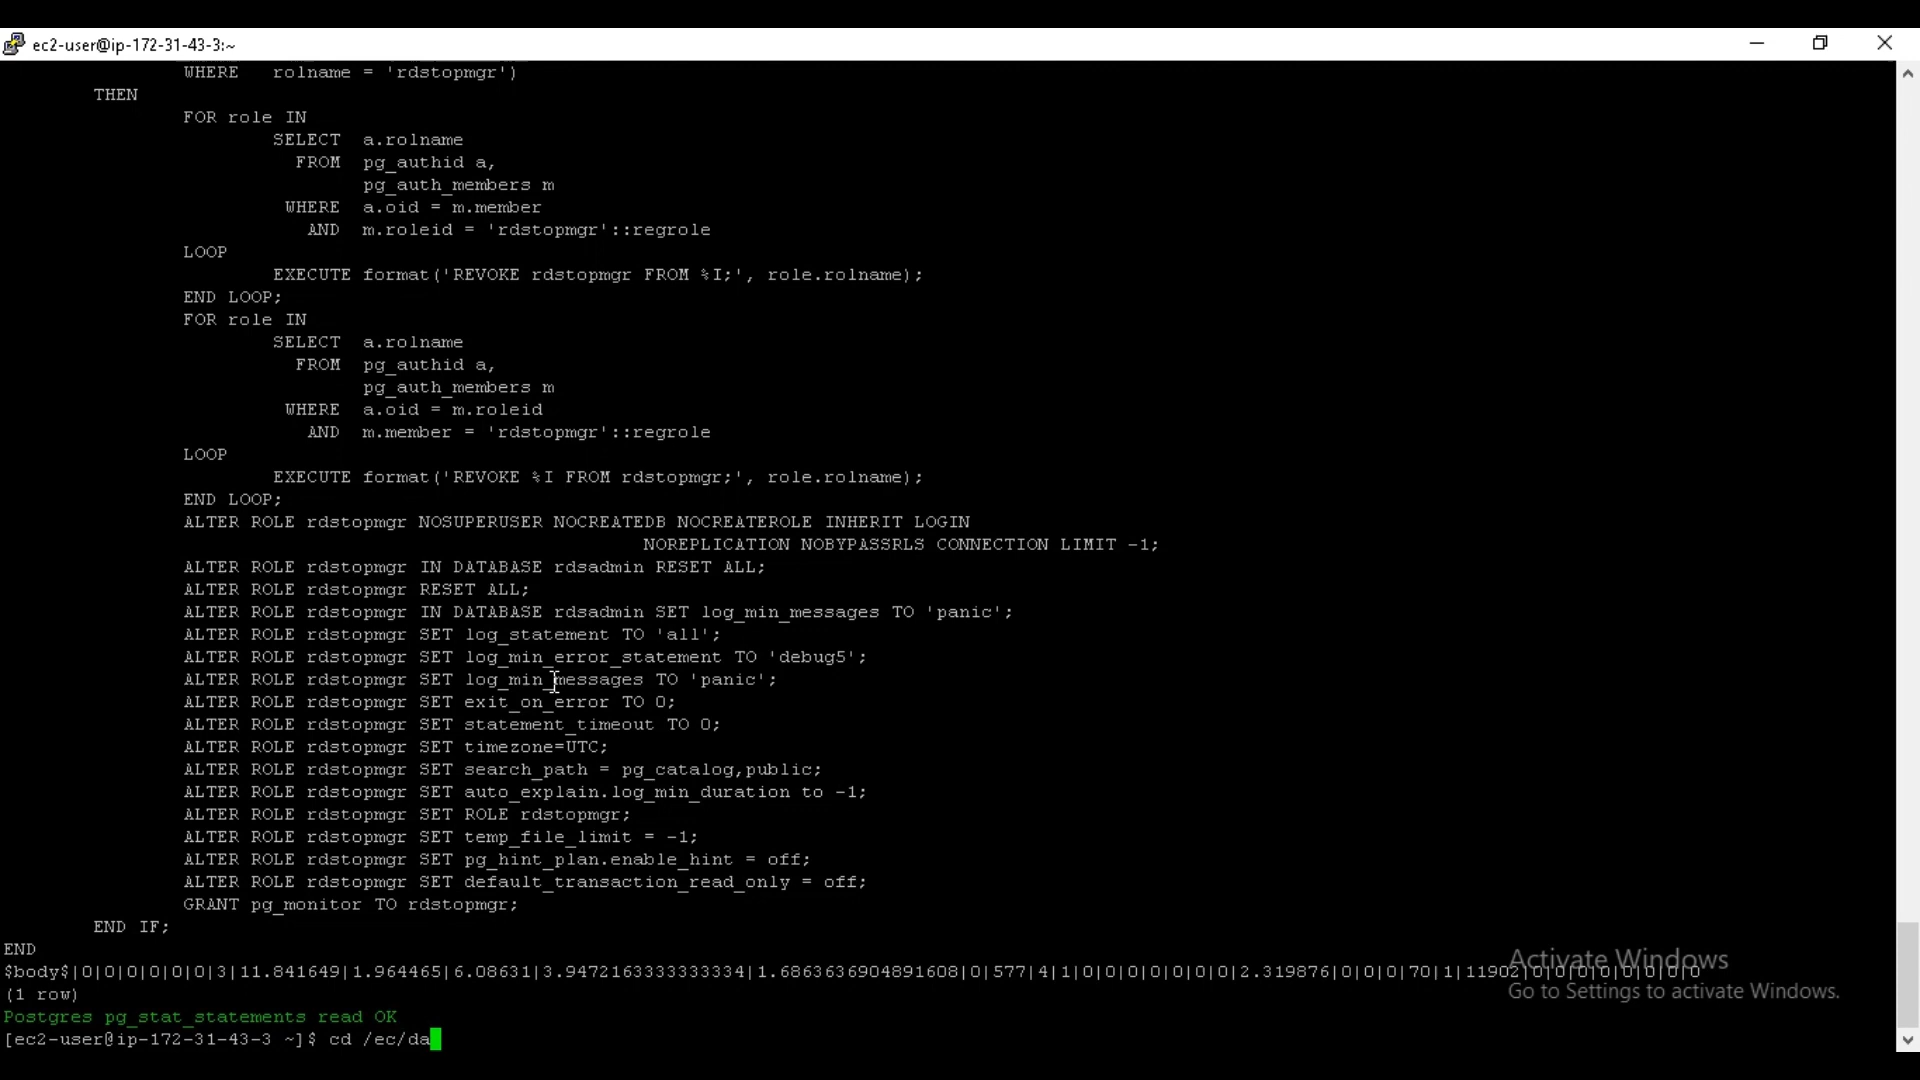 ec2-user@ip-172-31-43-3:~
WHERE   rolname = 'rdstopmgr')
THEN
FOR role IN
SELECT  a.rolname
FROM  pg_authid a,
pg_auth_members m
WHERE  a.oid = m.member
AND  m.roleid = 'rdstopmgr'::regrole
LOOP
EXECUTE format('REVOKE rdstopmgr FROM %I;', role.rolname);
END LOOP;
FOR role IN
SELECT  a.rolname
FROM  pg_authid a,
pg_auth_members m
WHERE  a.oid = m.roleid
AND  m.member = 'rdstopmgr'::regrole
LOOP
EXECUTE format('REVOKE %I FROM rdstopmgr;', role.rolname);
END LOOP;
ALTER ROLE rdstopmgr NOSUPERUSER NOCREATEDB NOCREATEROLE INHERIT LOGIN
NOREPLICATION NOBYPASSRLS CONNECTION LIMIT -1;
ALTER ROLE rdstopmgr IN DATABASE rdsadmin RESET ALL;
ALTER ROLE rdstopmgr RESET ALL;
ALTER ROLE rdstopmgr IN DATABASE rdsadmin SET log_min_messages TO 'panic';
ALTER ROLE rdstopmgr SET log_statement TO 'all';
ALTER ROLE rdstopmgr SET log_min_error_statement TO 'debug5';
ALTER ROLE rdstopmgr SET log_min_messages TO 'panic';
ALTER ROLE rdstopmgr SET exit_on_error TO 0;
ALTER ROLE rdstopmgr SET statement_timeout TO 0;
ALTER ROLE rdstopmgr SET timezone=UTC;
ALTER ROLE rdstopmgr SET search_path = pg_catalog,public;
ALTER ROLE rdstopmgr SET auto_explain.log_min_duration to -1;
ALTER ROLE rdstopmgr SET ROLE rdstopmgr;
ALTER ROLE rdstopmgr SET temp_file_limit = -1;
ALTER ROLE rdstopmgr SET pg_hint_plan.enable_hint = off;
ALTER ROLE rdstopmgr SET default_transaction_read_only = off;
GRANT pg_monitor TO rdstopmgr;
END IF;
END
$body$|0|0|0|0|0|0|3|11.841649|1.964465|6.08631|3.9472163333333334|1.6863636904891608|0|577|4|1|0|0|0|0|0|0|0|2.319876|0|0|0|70|1|11902|0|0|0|0|0|0|0
(1 row)
Postgres pg_stat_statements read OK
[ec2-user@ip-172-31-43-3 ~]$ cd /ec/da
Activate Windows
Go to Settings to activate Windows.